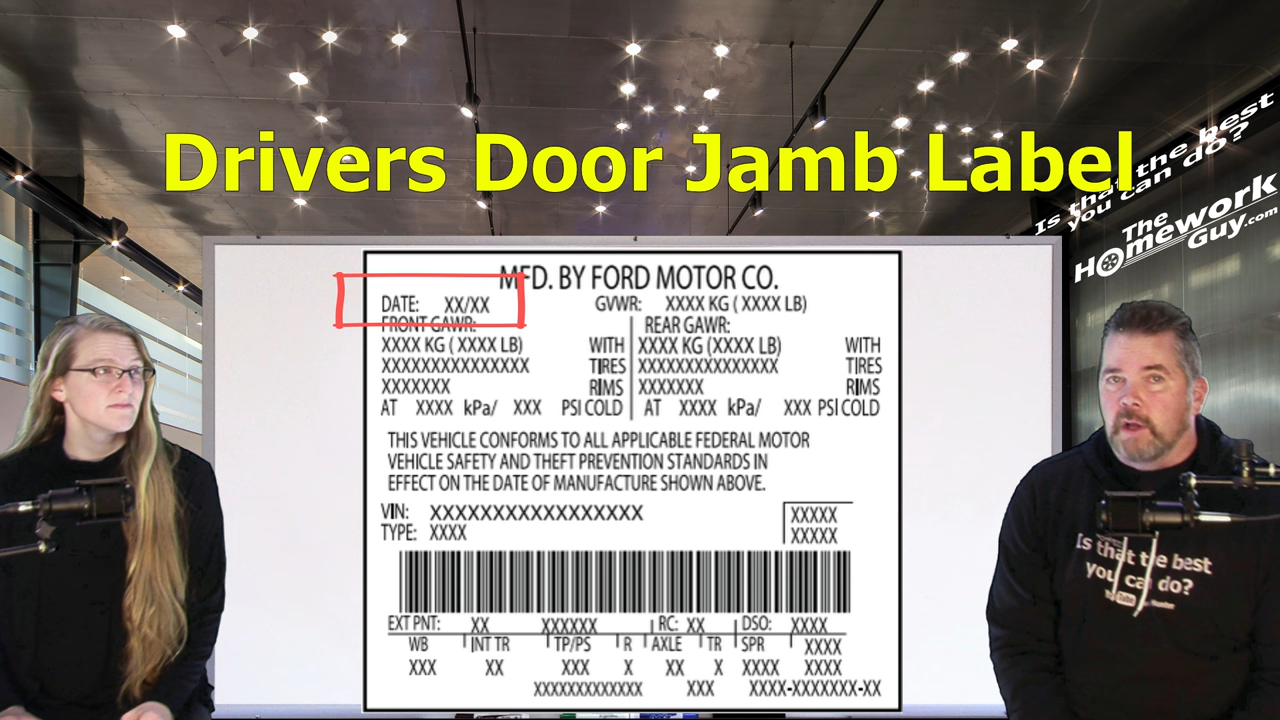 Drivers Door Jamb Label
Is that the best
you can do?
The
Homework
Guy.com
MFD. BY FORD MOTOR CO.
DATE: XX/XX GVWR: XXXX KG ( XXXX LB)
FRONT GAWR: REAR GAWR:
XXXX KG ( XXXX LB) WITH XXXX KG (XXXX LB) WITH
XXXXXXXXXXXXXXX TIRES XXXXXXXXXXXXXX TIRES
XXXXXXX RIMS XXXXXXX RIMS
AT XXXX kPa/ XXX PSI COLD AT XXXX kPa/ XXX PSI COLD
THIS VEHICLE CONFORMS TO ALL APPLICABLE FEDERAL MOTOR
VEHICLE SAFETY AND THEFT PREVENTION STANDARDS IN
EFFECT ON THE DATE OF MANUFACTURE SHOWN ABOVE.
VIN: XXXXXXXXXXXXXXXXX XXXXX
TYPE: XXXX XXXXX
EXT PNT: XX XXXXXX RC: XX DSO: XXXX
WB INT TR TP/PS R AXLE TR SPR XXXX
XXX XX XXX X XX X XXXX XXXX
XXXXXXXXXXXXX XXX XXXX-XXXXXXX-XX
Is that the best
you can do?